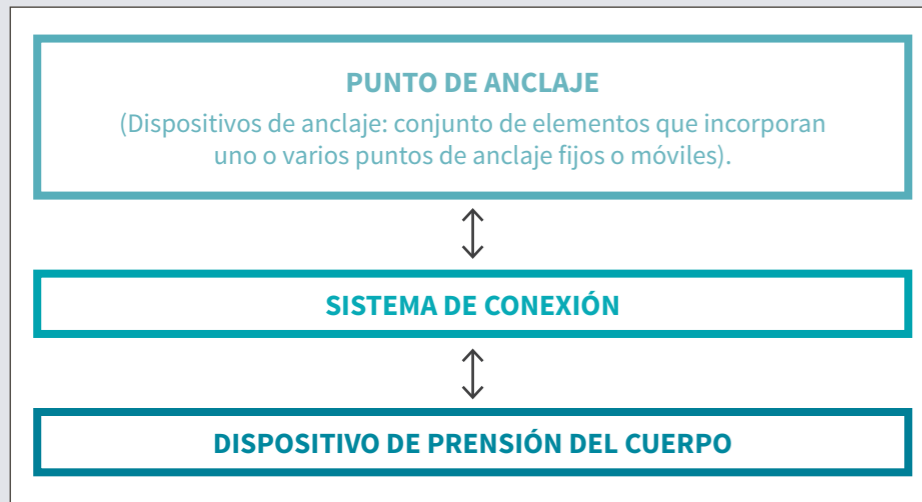 PUNTO DE ANCLAJE
(Dispositivos de anclaje: conjunto de elementos que incorporan
uno o varios puntos de anclaje fijos o móviles).
SISTEMA DE CONEXIÓN
DISPOSITIVO DE PRENSIÓN DEL CUERPO